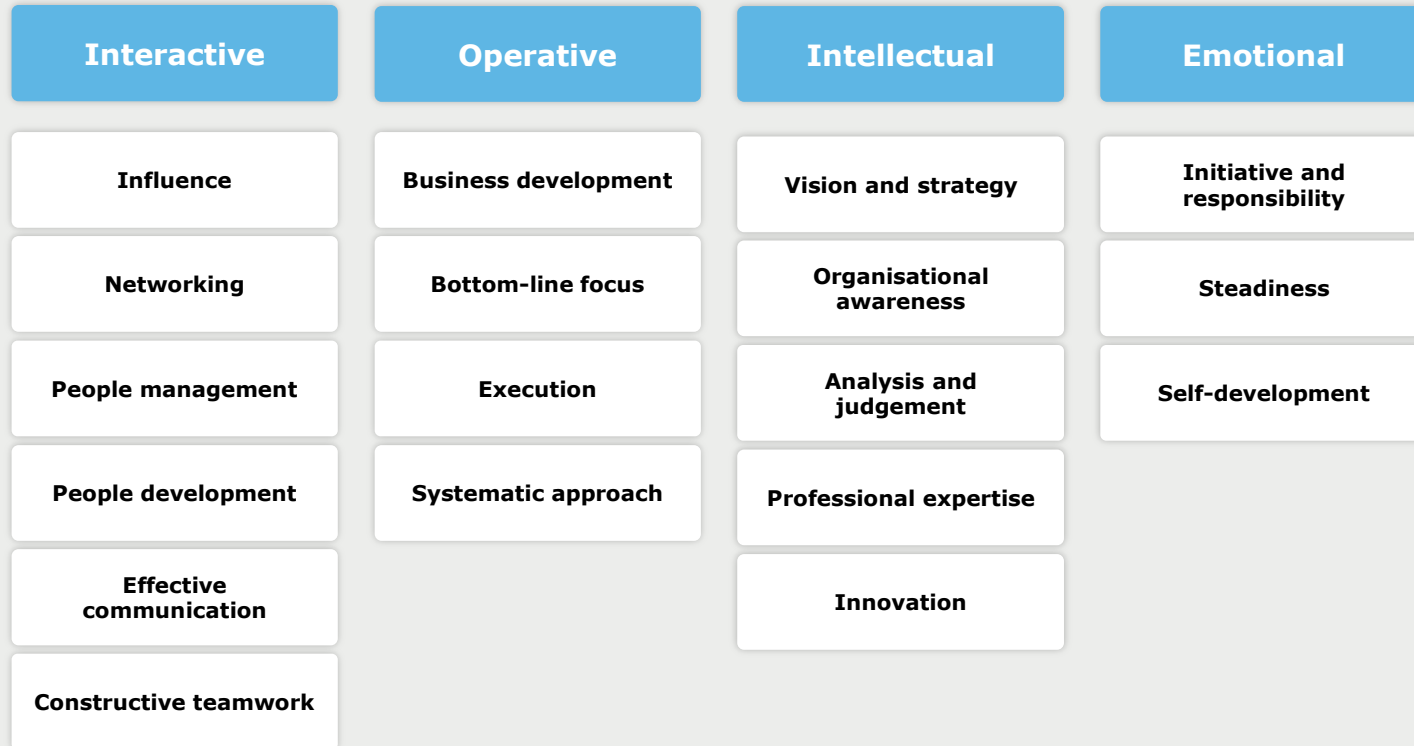 Interactive
Influence
Networking
People management
People development
Effective
communication
Constructive teamwork
Operative
Business development
Bottom-line focus
Execution
Systematic approach
Intellectual
Vision and strategy
Organisational
awareness
Analysis and
judgement
Professional expertise
Innovation
Emotional
Initiative and
responsibility
Steadiness
Self-development